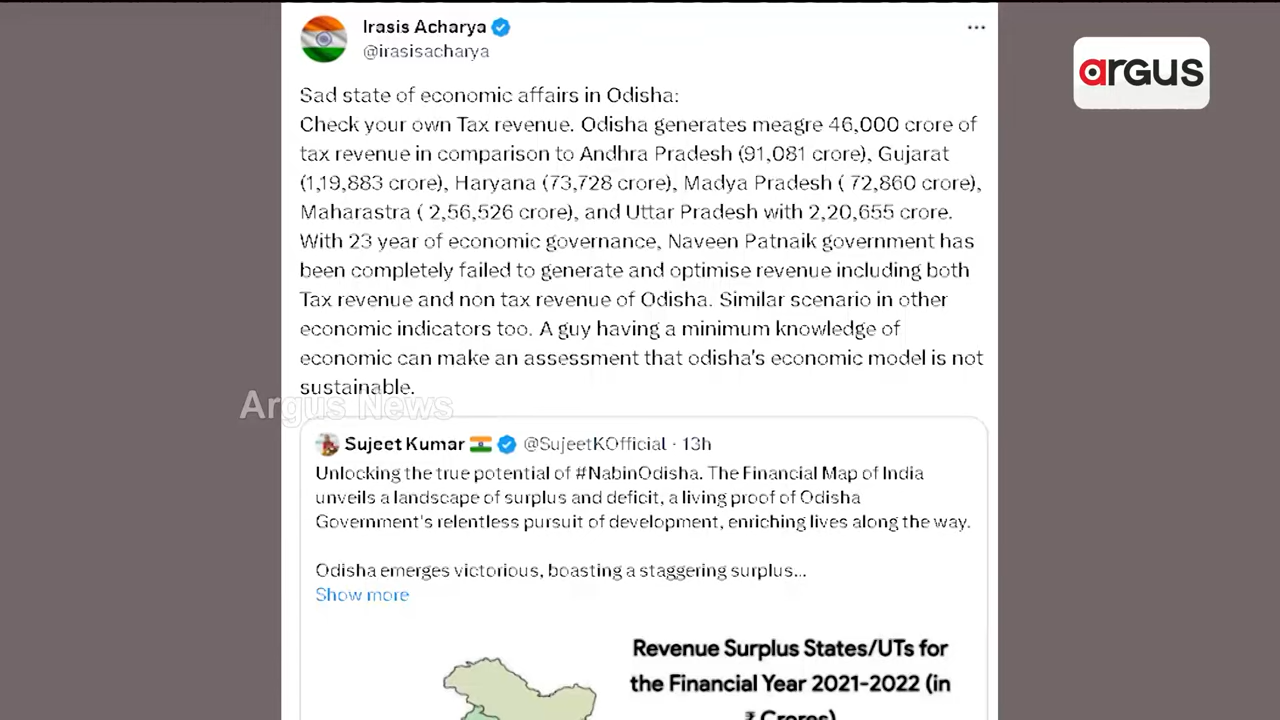 Irasis Acharya
@irasisacharya
argus
Sad state of economic affairs in Odisha:
Check your own Tax revenue. Odisha generates meagre 46,000 crore of
tax revenue in comparison to Andhra Pradesh (91,081 crore), Gujarat
(1,19,883 crore), Haryana (73,728 crore), Madya Pradesh ( 72,860 crore),
Maharastra ( 2,56,526 crore), and Uttar Pradesh with 2,20,655 crore.
With 23 year of economic governance, Naveen Patnaik government has
been completely failed to generate and optimise revenue including both
Tax revenue and non tax revenue of Odisha. Similar scenario in other
economic indicators too. A guy having a minimum knowledge of
economic can make an assessment that odisha's economic model is not
sustainable.
Argus News
Sujeet Kumar @SujeetKOfficial · 13h
Unlocking the true potential of #NabinOdisha. The Financial Map of India
unveils a landscape of surplus and deficit, a living proof of Odisha
Government's relentless pursuit of development, enriching lives along the way.
Odisha emerges victorious, boasting a staggering surplus...
Show more
Revenue Surplus States/UTs for
the Financial Year 2021-2022 (in
₹ Crores)